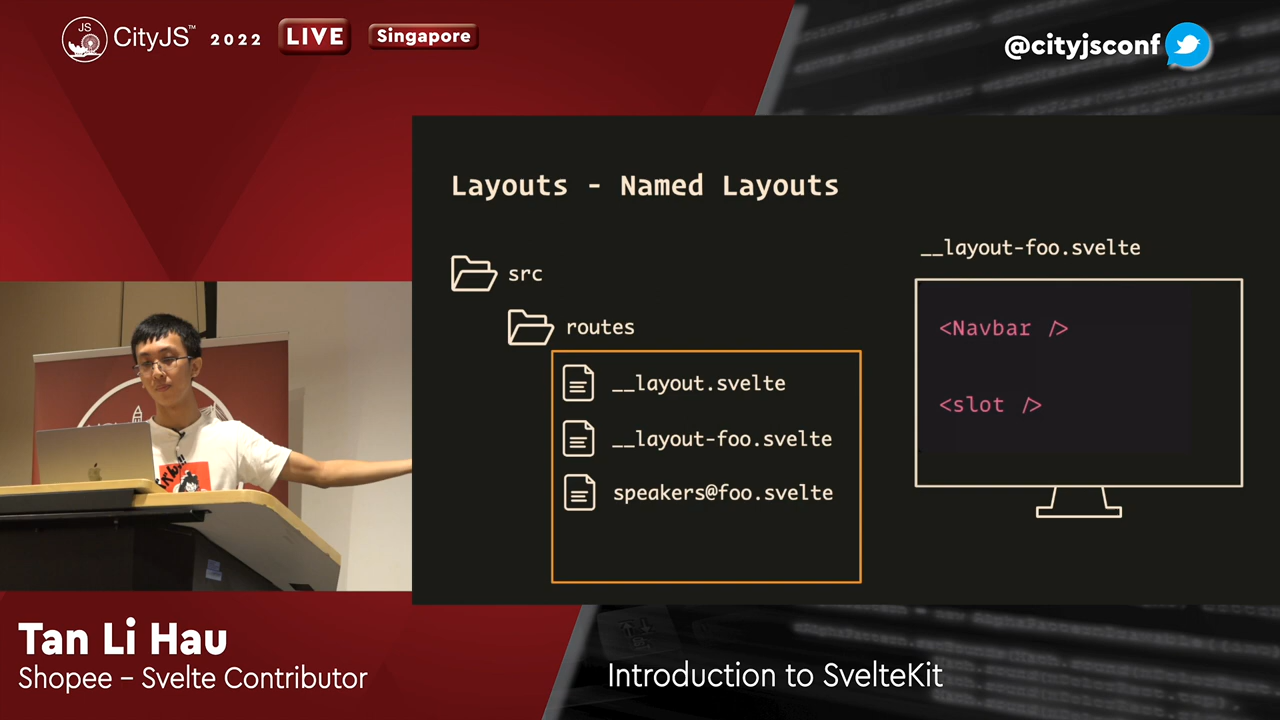 JS
CityJS™ 2022 LIVE Singapore
@cityjsconf
Layouts - Named Layouts
src
routes
__layout.svelte
__layout-foo.svelte
speakers@foo.svelte
__layout-foo.svelte
<Navbar />
<slot />
Tan Li Hau
Shopee – Svelte Contributor
Introduction to SvelteKit